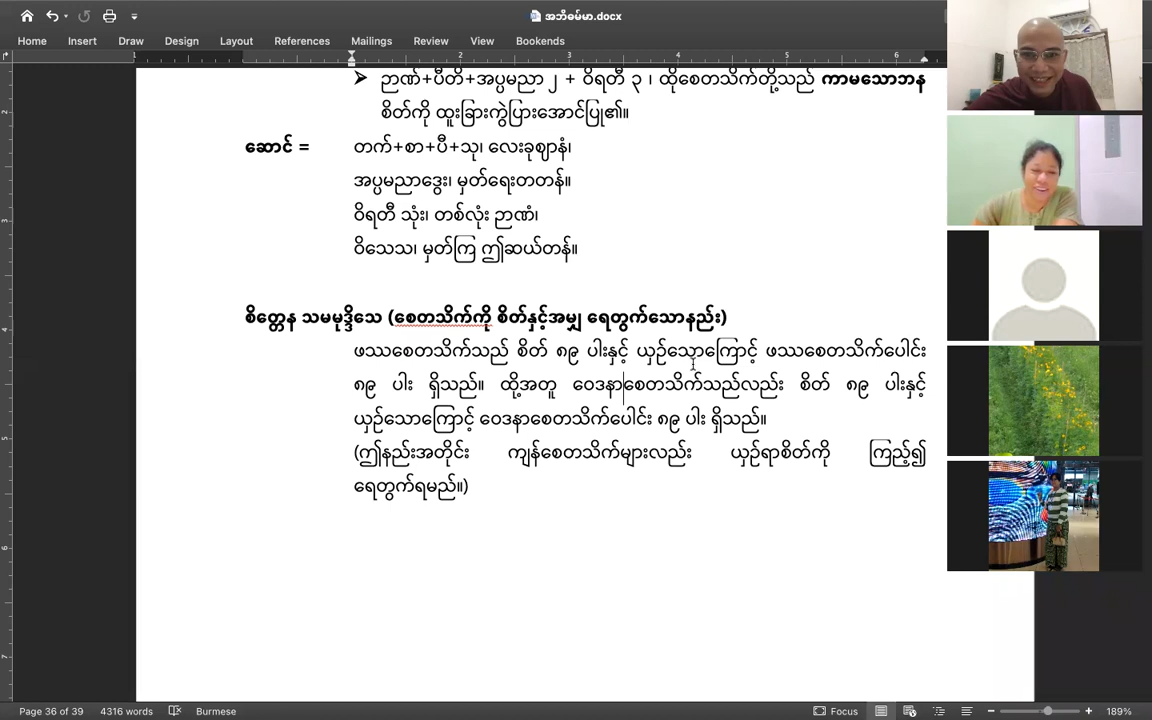 အဘိဓမ်မာ.docx
Home Insert Draw Design Layout References Mailings Review View Bookends
1 2 3 4 5 6
➤ ဉာဏ်+ပီတိ+အပ္ပမညာ ၂ + ဝိရတီ ၃ ၊ ထိုစေတသိက်တို့သည် ကာမသောဘန
စိတ်ကို ထူးခြားကွဲပြားအောင်ပြု၏။
ဆောင် = တက်+စာ+ပီ+သု၊ လေးခုဈာနံ၊
အပ္ပမညာဒွေး၊ မှတ်ရေးတတန်။
ဝိရတီ သုံး၊ တစ်လုံး ဉာဏံ၊
ဝိသေသ၊ မှတ်ကြ ဤဆယ်တန်။
စိတ္တေန သမမုဒ္ဒိသေ (စေတသိက်ကို စိတ်နှင့်အမျှ ရေတွက်သောနည်း)
ဖဿစေတသိက်သည် စိတ် ၈၉ ပါးနှင့် ယှဉ်သောကြောင့် ဖဿစေတသိက်ပေါင်း
၈၉ ပါး ရှိသည်။ ထို့အတူ ဝေဒနာစေတသိက်သည်လည်း စိတ် ၈၉ ပါးနှင့်
ယှဉ်သောကြောင့် ဝေဒနာစေတသိက်ပေါင်း ၈၉ ပါး ရှိသည်။
(ဤနည်းအတိုင်း ကျန်စေတသိက်များလည်း ယှဉ်ရာစိတ်ကို ကြည့်၍
ရေတွက်ရမည်။)
Page 36 of 39 4316 words Burmese Focus 189%